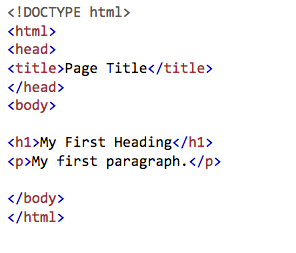 <!DOCTYPE html>
<html>
<head>
<title>Page Title</title>
</head>
<body>
<h1>My First Heading</h1>
<p>My first paragraph.</p>
</body>
</html>